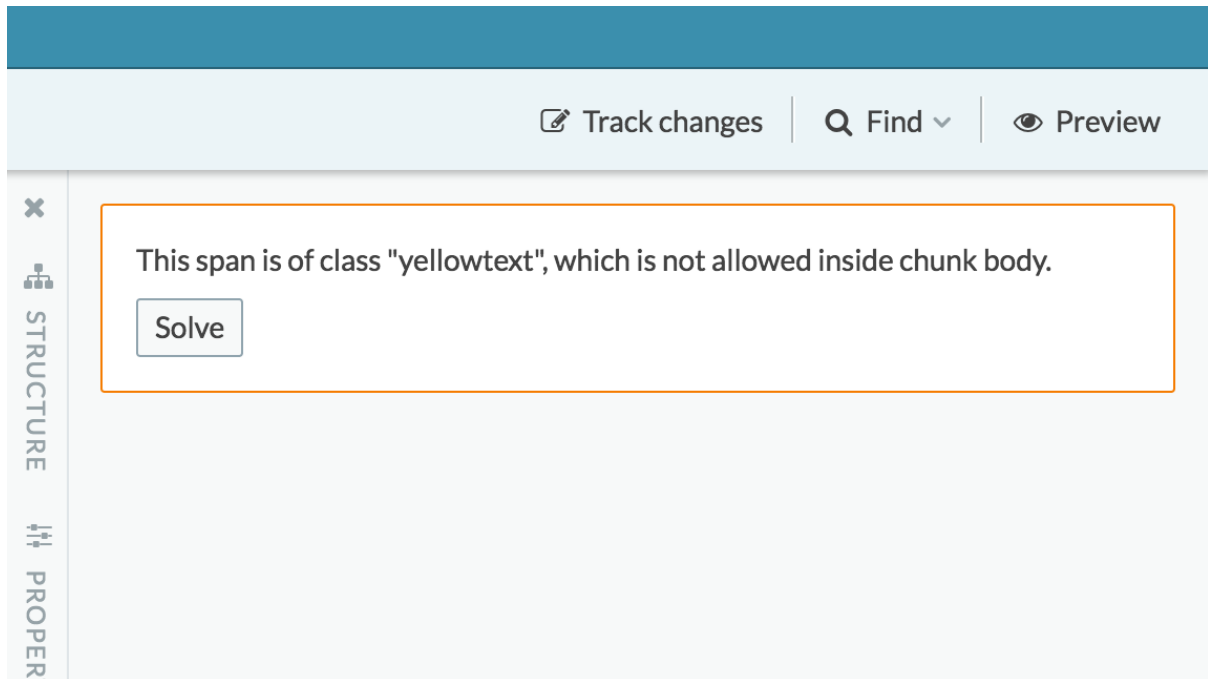 Track changes
Find
Preview
STRUCTURE
PROPER
This span is of class "yellowtext", which is not allowed inside chunk body.
Solve